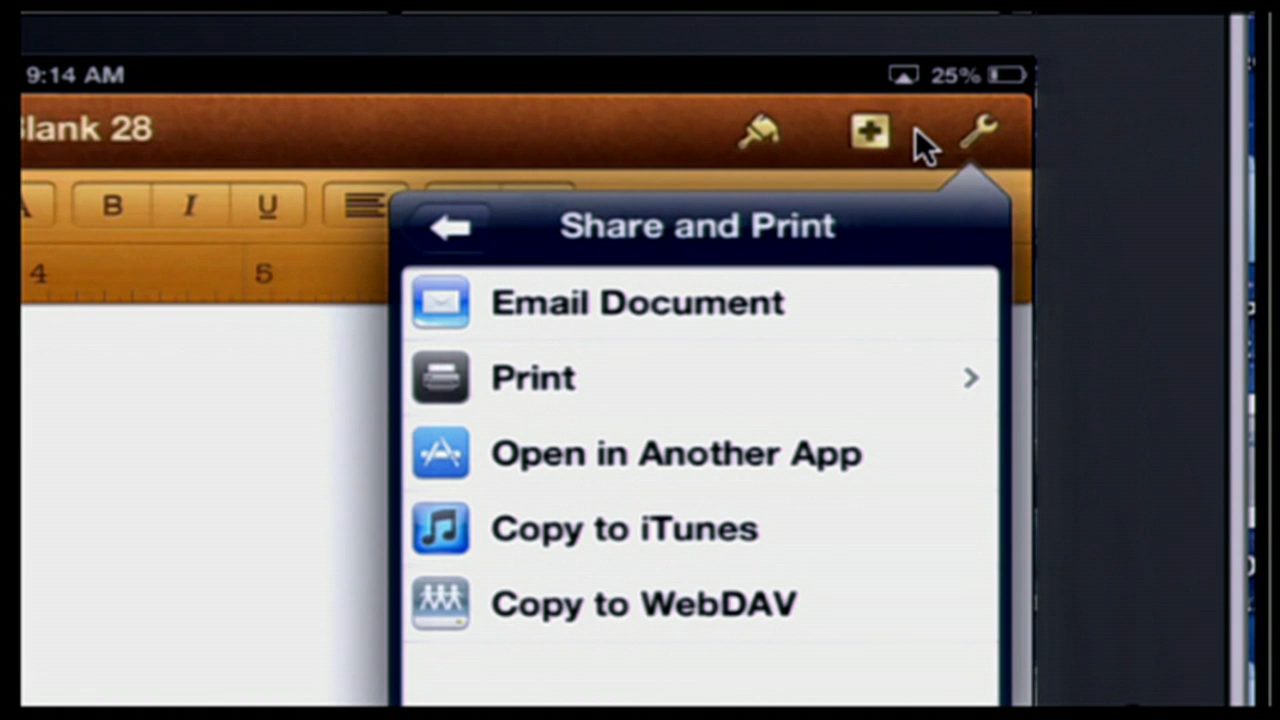 9:14 AM
25%
lank 28
B I U
4 5
Share and Print
Email Document
Print
Open in Another App
Copy to iTunes
Copy to WebDAV